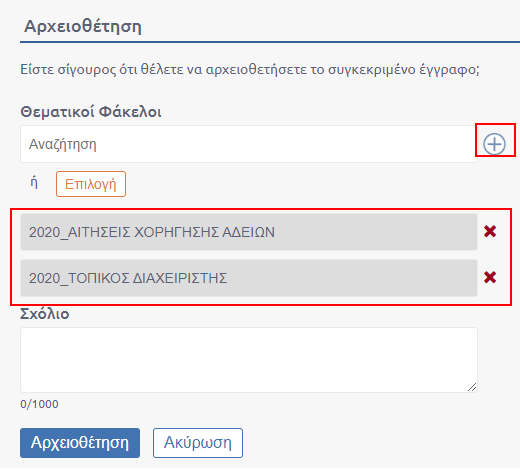 Αρχειοθέτηση
Είστε σίγουρος ότι θέλετε να αρχειοθετήσετε το συγκεκριμένο έγγραφο;
Θεματικοί Φάκελοι
Αναζήτηση
ή Επιλογή
2020_ΑΙΤΗΣΕΙΣ ΧΟΡΗΓΗΣΗΣ ΑΔΕΙΩΝ
2020_ΤΟΠΙΚΟΣ ΔΙΑΧΕΙΡΙΣΤΗΣ
Σχόλιο
0/1000
Αρχειοθέτηση Ακύρωση